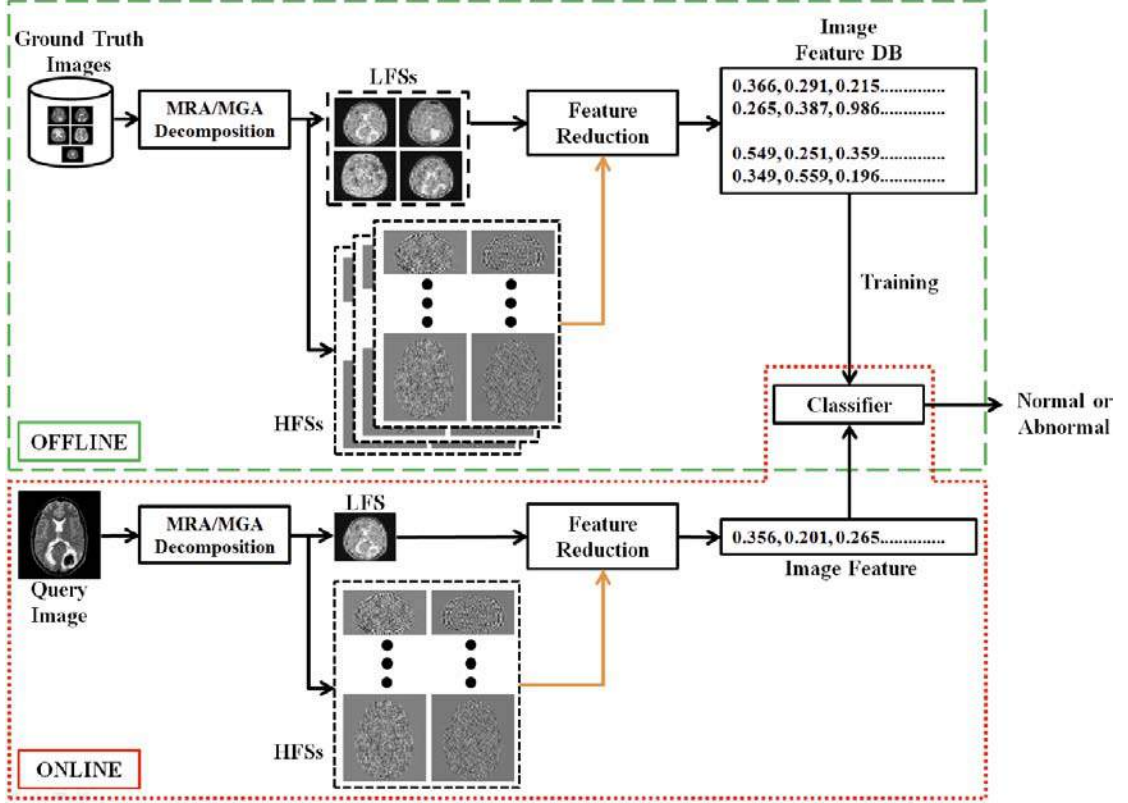 Ground Truth
Images
MRA/MGA
Decomposition
LFSs
HFSs
Feature
Reduction
Image
Feature DB
0.366, 0.291, 0.215..............
0.265, 0.387, 0.986..............
0.549, 0.251, 0.359..............
0.349, 0.559, 0.196..............
Training
Classifier
Normal or
Abnormal
OFFLINE
Query
Image
MRA/MGA
Decomposition
LFS
HFSs
Feature
Reduction
0.356, 0.201, 0.265..............
Image Feature
ONLINE